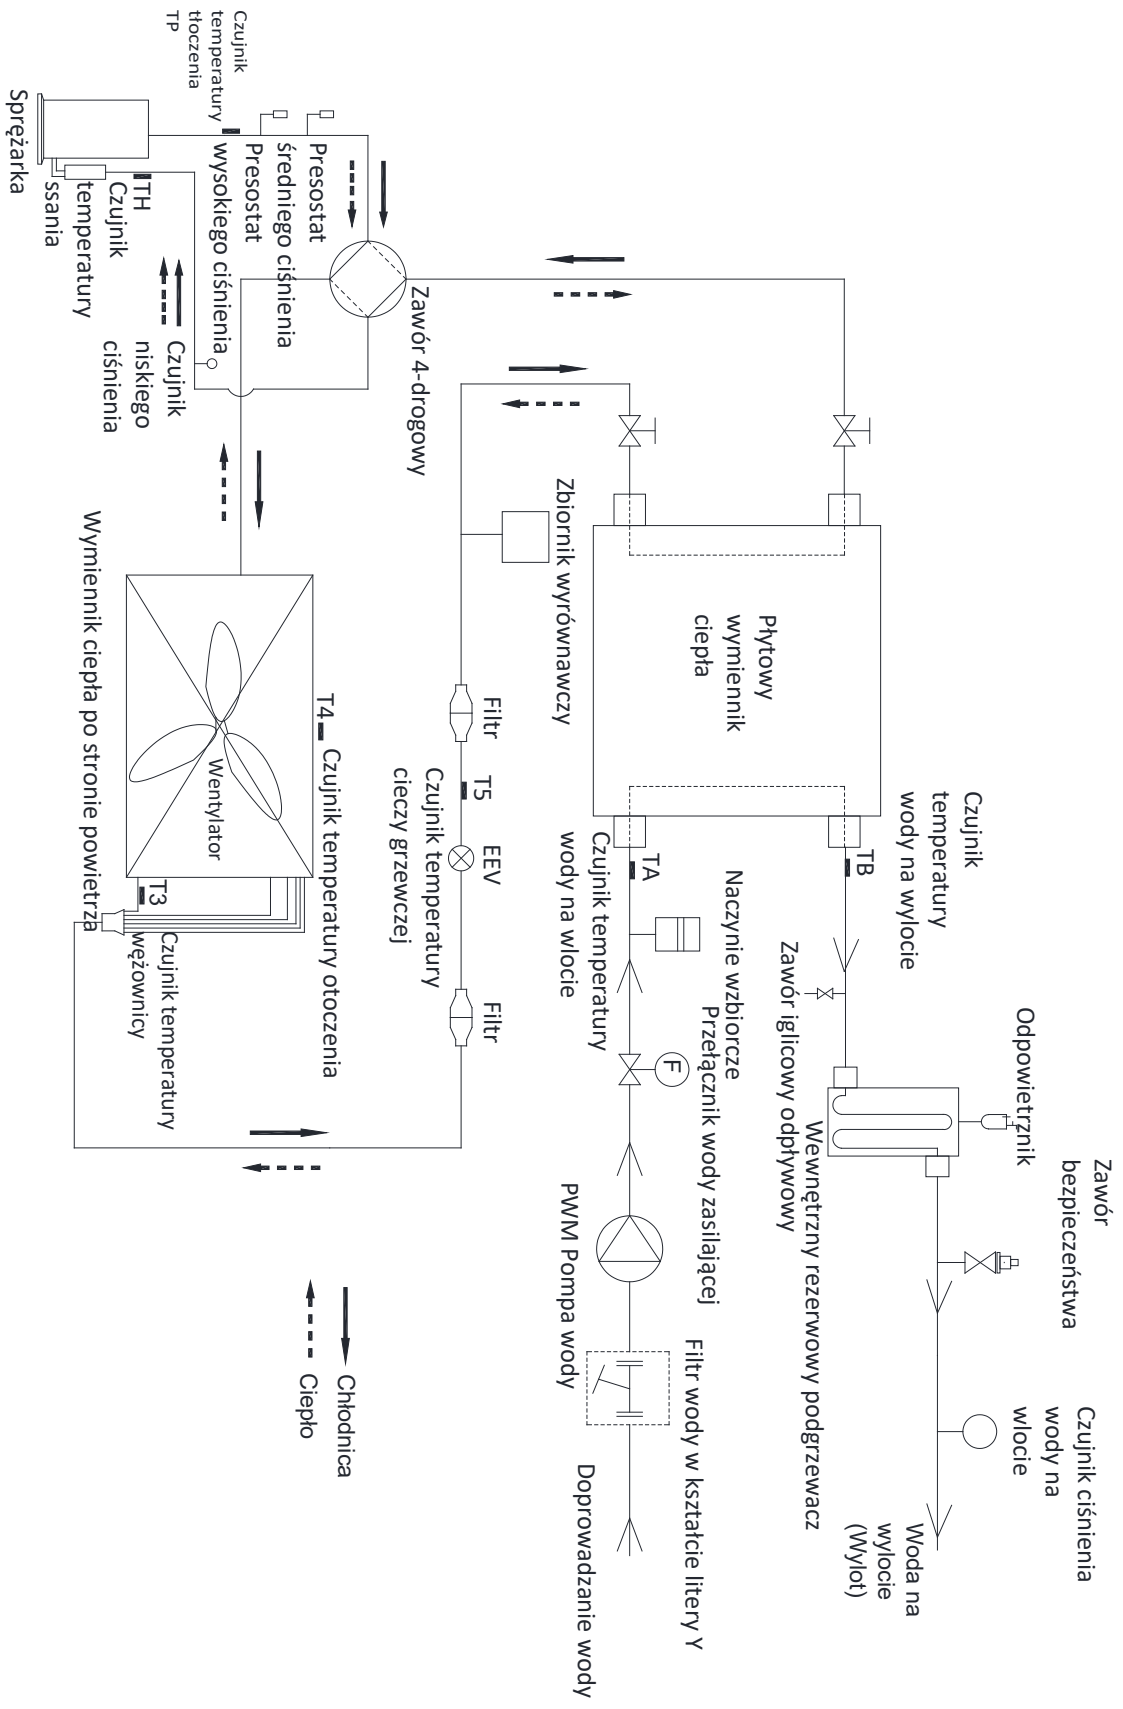 Czujnik
temperatury
tłoczenia
TP
Sprężarka
TH
Czujnik
temperatury
ssania
Presostat
średniego ciśnienia
Presostat
wysokiego ciśnienia
Czujnik
niskiego
ciśnienia
Zawór 4-drogowy
Zbiornik wyrównawczy
Płytowy
wymiennik
ciepła
Wymiennik ciepła po stronie powietrza
Wentylator
T4
Czujnik temperatury otoczenia
T3
Czujnik temperatury
wężownicy
Filtr
T5
Czujnik temperatury
cieczy grzewczej
EEV
Filtr
TA
Czujnik temperatury
wody na wlocie
TB
Czujnik
temperatury
wody na wylocie
Naczynie wzbiorcze
Przełącznik wody zasilającej
F
Zawór iglicowy odpływowy
Wewnętrzny rezerwowy podgrzewacz
Odpowietrznik
Zawór
bezpieczeństwa
PWM Pompa wody
Filtr wody w kształcie litery Y
Doprowadzanie wody
Czujnik ciśnienia
wody na
wlocie
Woda na
wylocie
(Wylot)
Chłodnica
Ciepło